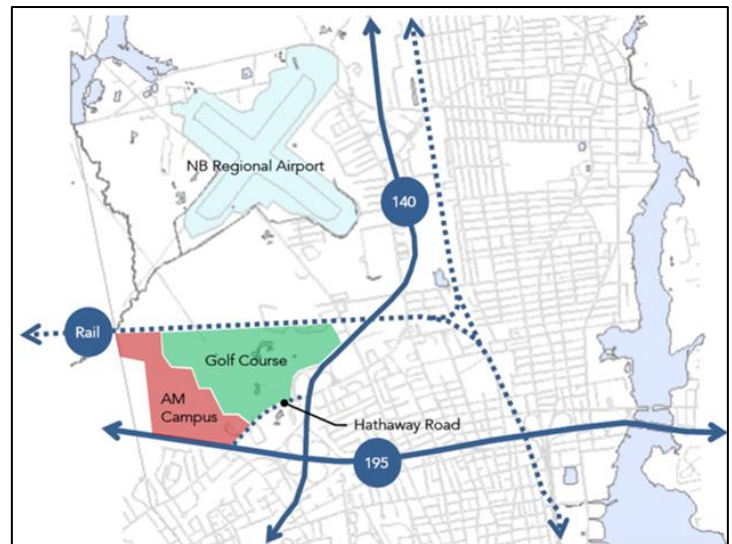 NB Regional Airport
140
Rail
Golf Course
AM
Campus
Hathaway Road
195